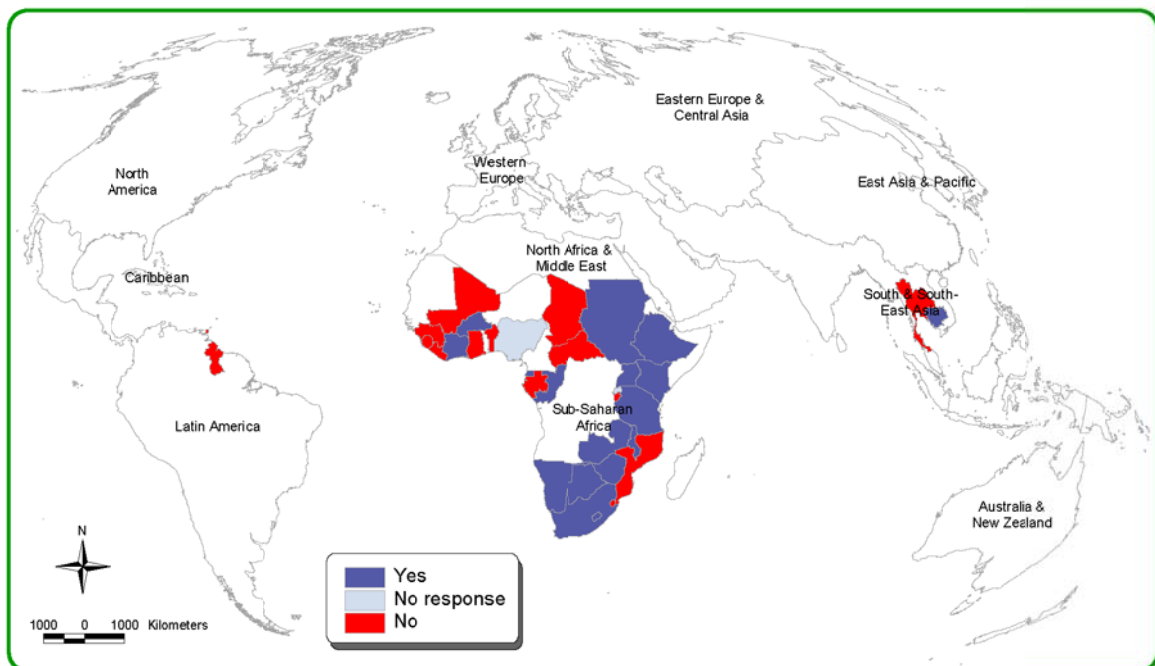 Eastern Europe &
Central Asia
North
America
Western
Europe
East Asia & Pacific
North Africa &
Middle East
Caribbean
South & South-
East Asia
Sub-Saharan
Africa
Latin America
Australia &
New Zealand
N
Yes
No response
No
1000 0 1000 Kilometers